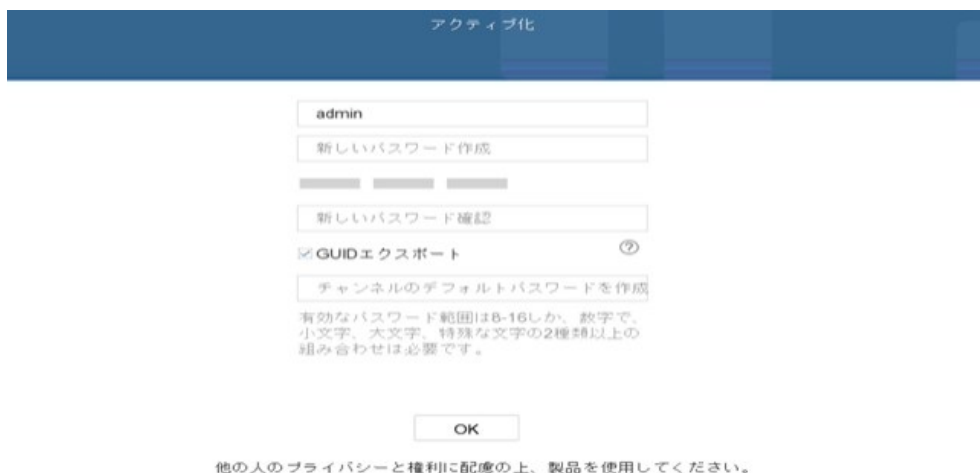 アクティブ化
admin
新しいパスワード作成
新しいパスワード確認
GUIDエクスポート
チャンネルのデフォルトパスワードを作成
有効なパスワード範囲は8-16しか、数字で、
小文字、大文字、特殊な文字の2種類以上の
組み合わせは必要です。
OK
他の人のプライバシーと権利に配慮の上、製品を使用してください。